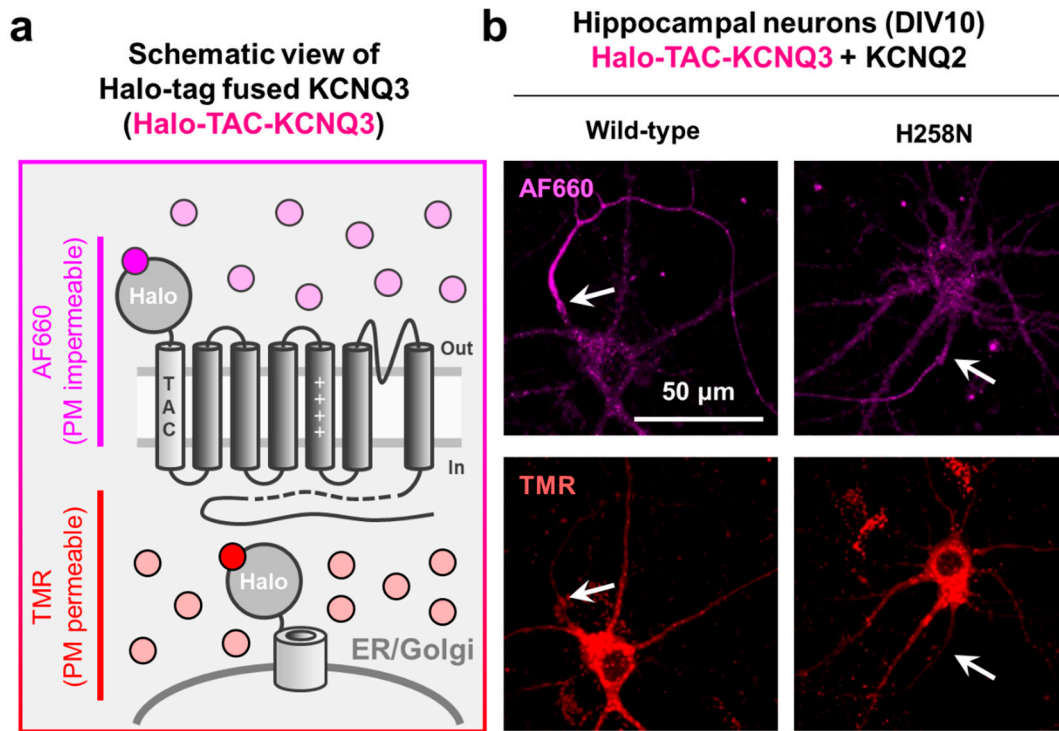 a
Schematic view of
Halo-tag fused KCNQ3
(Halo-TAC-KCNQ3)
AF660
(PM impermeable)
Halo
TAC
++++
Out
In
TMR
(PM permeable)
Halo
ER/Golgi
b
Hippocampal neurons (DIV10)
Halo-TAC-KCNQ3 + KCNQ2
Wild-type
H258N
AF660
50 μm
TMR